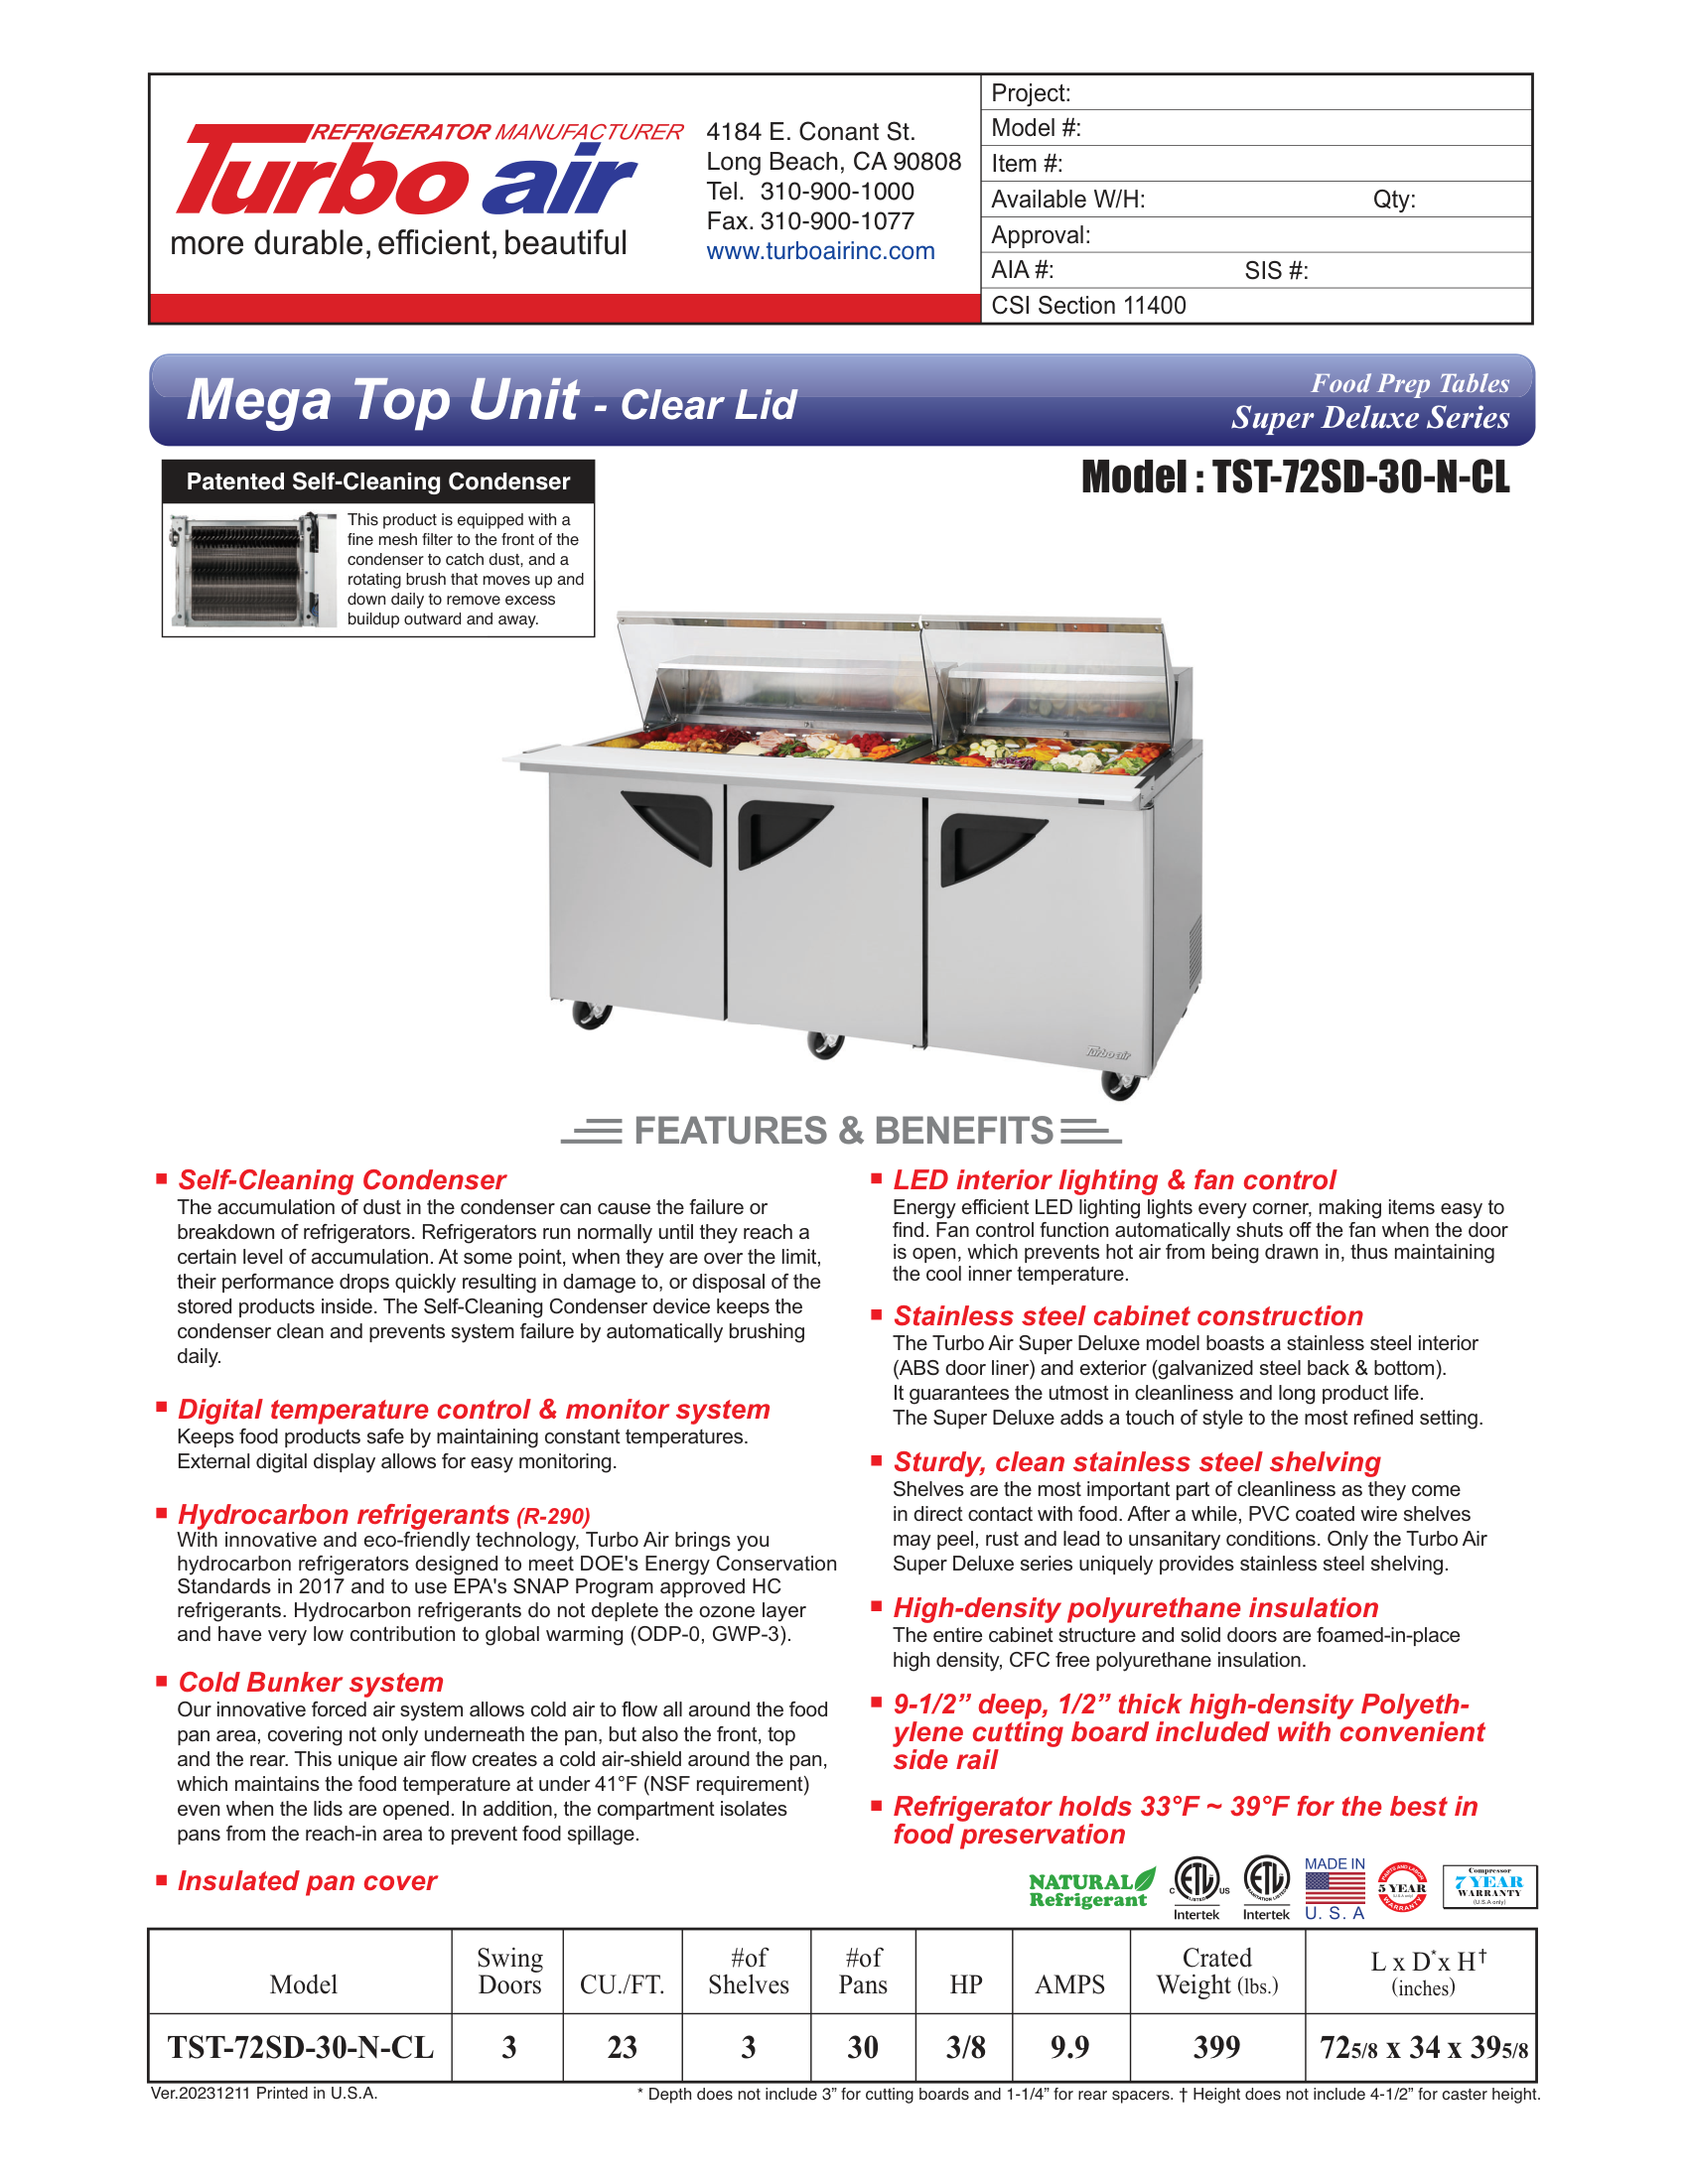 REFRIGERATOR MANUFACTURER
Turbo air
more durable, efficient, beautiful
4184 E. Conant St.
Long Beach, CA 90808
Tel. 310-900-1000
Fax. 310-900-1077
www.turboairinc.com
Project:
Model #:
Item #:
Available W/H: Qty:
Approval:
AIA #: SIS #:
CSI Section 11400
Mega Top Unit - Clear Lid
Food Prep Tables
Super Deluxe Series
Model : TST-72SD-30-N-CL
Patented Self-Cleaning Condenser
This product is equipped with a
fine mesh filter to the front of the
condenser to catch dust, and a
rotating brush that moves up and
down daily to remove excess
buildup outward and away.
Turbo air
FEATURES & BENEFITS
Self-Cleaning Condenser
The accumulation of dust in the condenser can cause the failure or
breakdown of refrigerators. Refrigerators run normally until they reach a
certain level of accumulation. At some point, when they are over the limit,
their performance drops quickly resulting in damage to, or disposal of the
stored products inside. The Self-Cleaning Condenser device keeps the
condenser clean and prevents system failure by automatically brushing
daily.
Digital temperature control & monitor system
Keeps food products safe by maintaining constant temperatures.
External digital display allows for easy monitoring.
Hydrocarbon refrigerants (R-290)
With innovative and eco-friendly technology, Turbo Air brings you
hydrocarbon refrigerators designed to meet DOE's Energy Conservation
Standards in 2017 and to use EPA's SNAP Program approved HC
refrigerants. Hydrocarbon refrigerants do not deplete the ozone layer
and have very low contribution to global warming (ODP-0, GWP-3).
Cold Bunker system
Our innovative forced air system allows cold air to flow all around the food
pan area, covering not only underneath the pan, but also the front, top
and the rear. This unique air flow creates a cold air-shield around the pan,
which maintains the food temperature at under 41°F (NSF requirement)
even when the lids are opened. In addition, the compartment isolates
pans from the reach-in area to prevent food spillage.
Insulated pan cover
LED interior lighting & fan control
Energy efficient LED lighting lights every corner, making items easy to
find. Fan control function automatically shuts off the fan when the door
is open, which prevents hot air from being drawn in, thus maintaining
the cool inner temperature.
Stainless steel cabinet construction
The Turbo Air Super Deluxe model boasts a stainless steel interior
(ABS door liner) and exterior (galvanized steel back & bottom).
It guarantees the utmost in cleanliness and long product life.
The Super Deluxe adds a touch of style to the most refined setting.
Sturdy, clean stainless steel shelving
Shelves are the most important part of cleanliness as they come
in direct contact with food. After a while, PVC coated wire shelves
may peel, rust and lead to unsanitary conditions. Only the Turbo Air
Super Deluxe series uniquely provides stainless steel shelving.
High-density polyurethane insulation
The entire cabinet structure and solid doors are foamed-in-place
high density, CFC free polyurethane insulation.
9-1/2” deep, 1/2” thick high-density Polyeth-
ylene cutting board included with convenient
side rail
Refrigerator holds 33°F ~ 39°F for the best in
food preservation
NATURAL
Refrigerant
C ETL US
LISTED
Intertek
ETL
SANITATION LISTED
Intertek
MADE IN
U. S. A
PARTS AND LABOR
5 YEAR
(U.S.A only)
WARRANTY
Compressor
7 YEAR
WARRANTY
(U.S.A only)
Model Swing Doors CU./FT. #of Shelves #of Pans HP AMPS Crated Weight (lbs.) L x D* x H† (inches)
TST-72SD-30-N-CL 3 23 3 30 3/8 9.9 399 72 5/8 x 34 x 39 5/8
Ver.20231211 Printed in U.S.A.
* Depth does not include 3” for cutting boards and 1-1/4” for rear spacers. † Height does not include 4-1/2” for caster height.